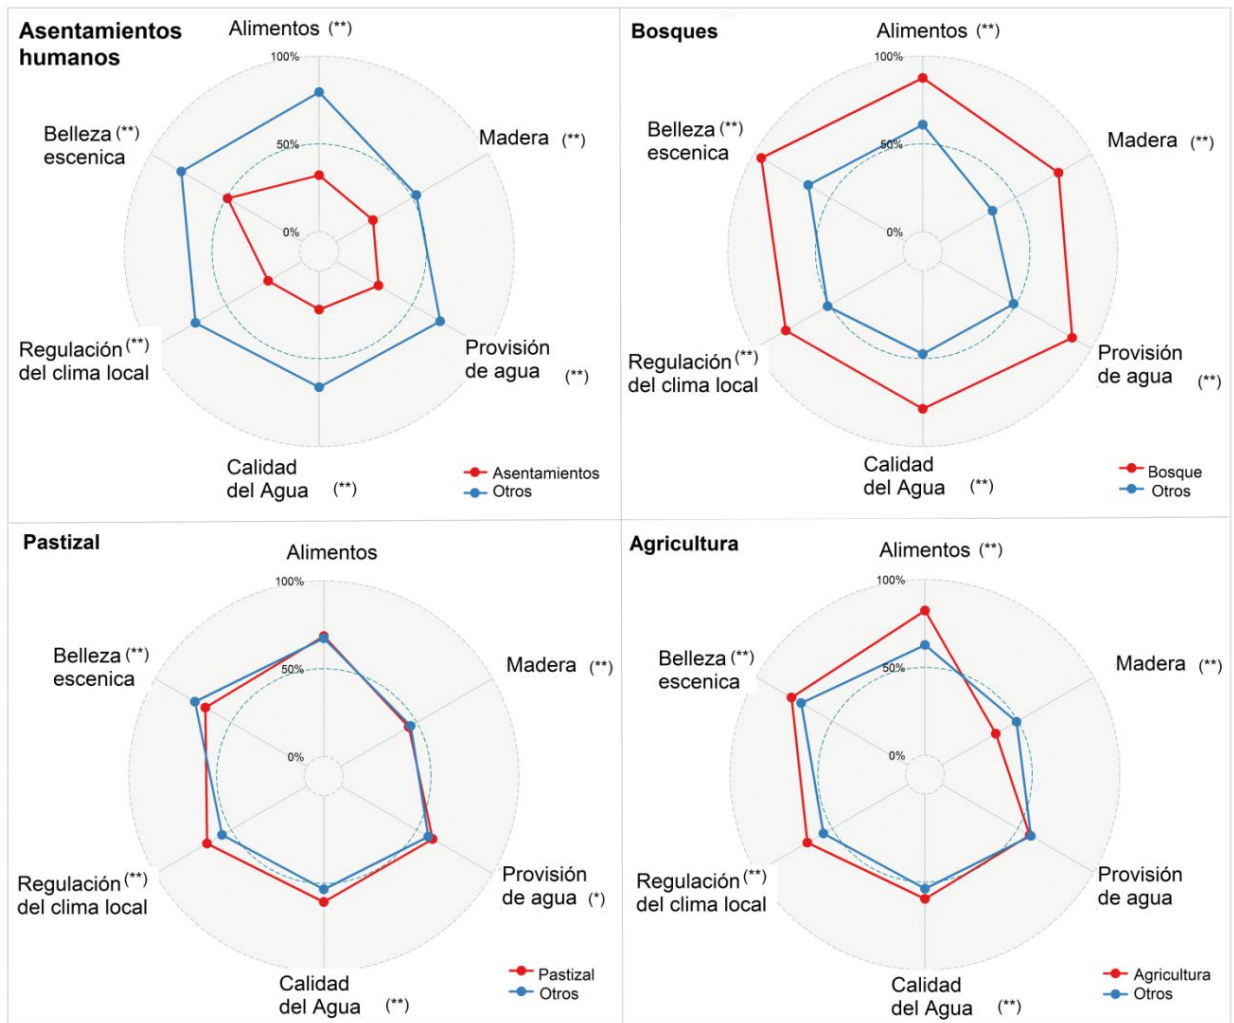 Asentamientos
humanos
Alimentos (**)
100%
Belleza (**)
escenica
Madera (**)
50%
0%
Regulación (**)
del clima local
Provisión
de agua (**)
Calidad
del Agua (**)
Asentamientos
Otros
Bosques
Alimentos (**)
100%
Belleza (**)
escenica
Madera (**)
50%
0%
Regulación (**)
del clima local
Provisión
de agua (**)
Calidad
del Agua (**)
Bosque
Otros
Pastizal
Alimentos
100%
Belleza (**)
escenica
Madera (**)
50%
0%
Regulación (**)
del clima local
Provisión
de agua (*)
Calidad
del Agua (**)
Pastizal
Otros
Agricultura
Alimentos (**)
100%
Belleza (**)
escenica
Madera (**)
50%
0%
Regulación (**)
del clima local
Provisión
de agua
Calidad
del Agua (**)
Agricultura
Otros